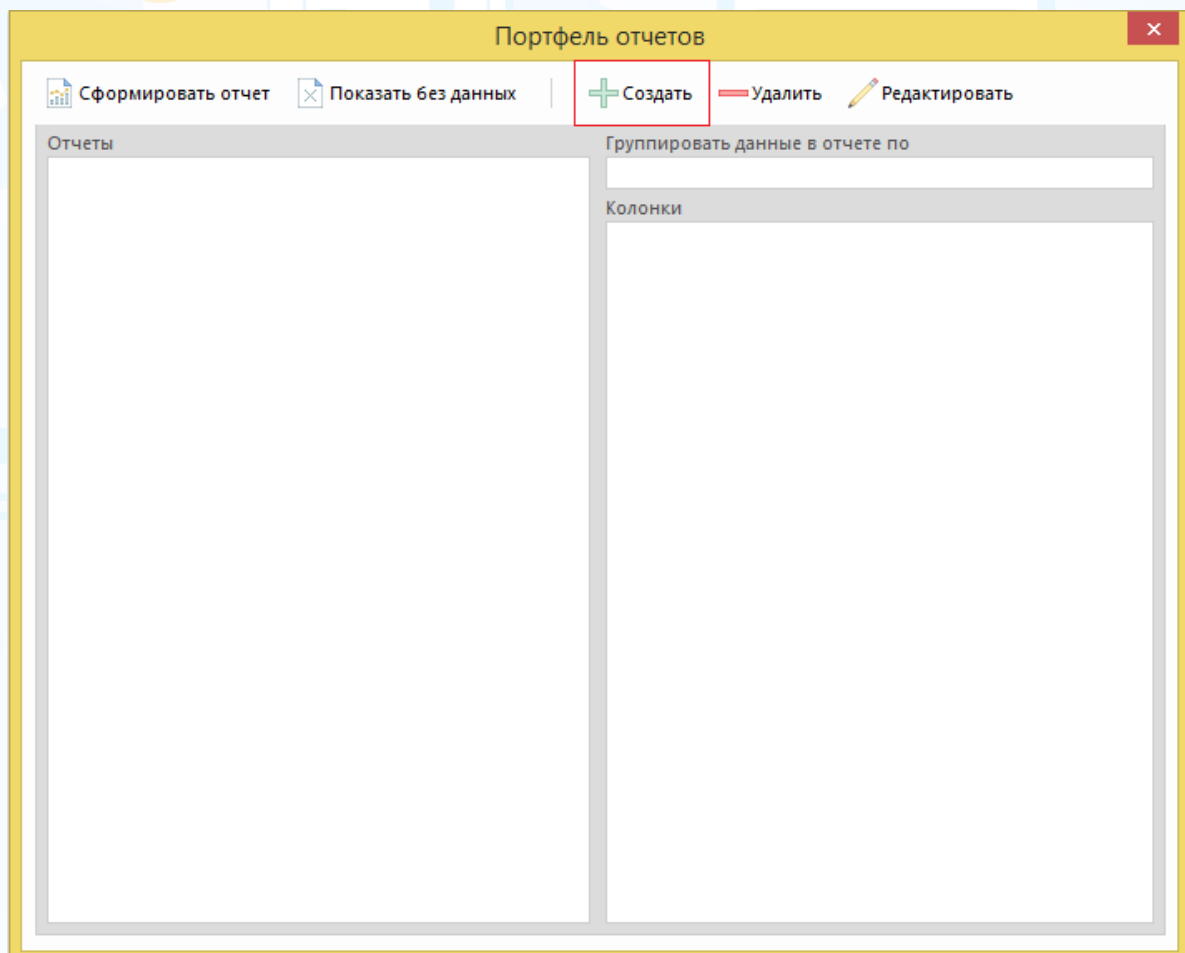 Портфель отчетов
Сформировать отчет Показать без данных Создать Удалить Редактировать
Отчеты
Группировать данные в отчете по
Колонки